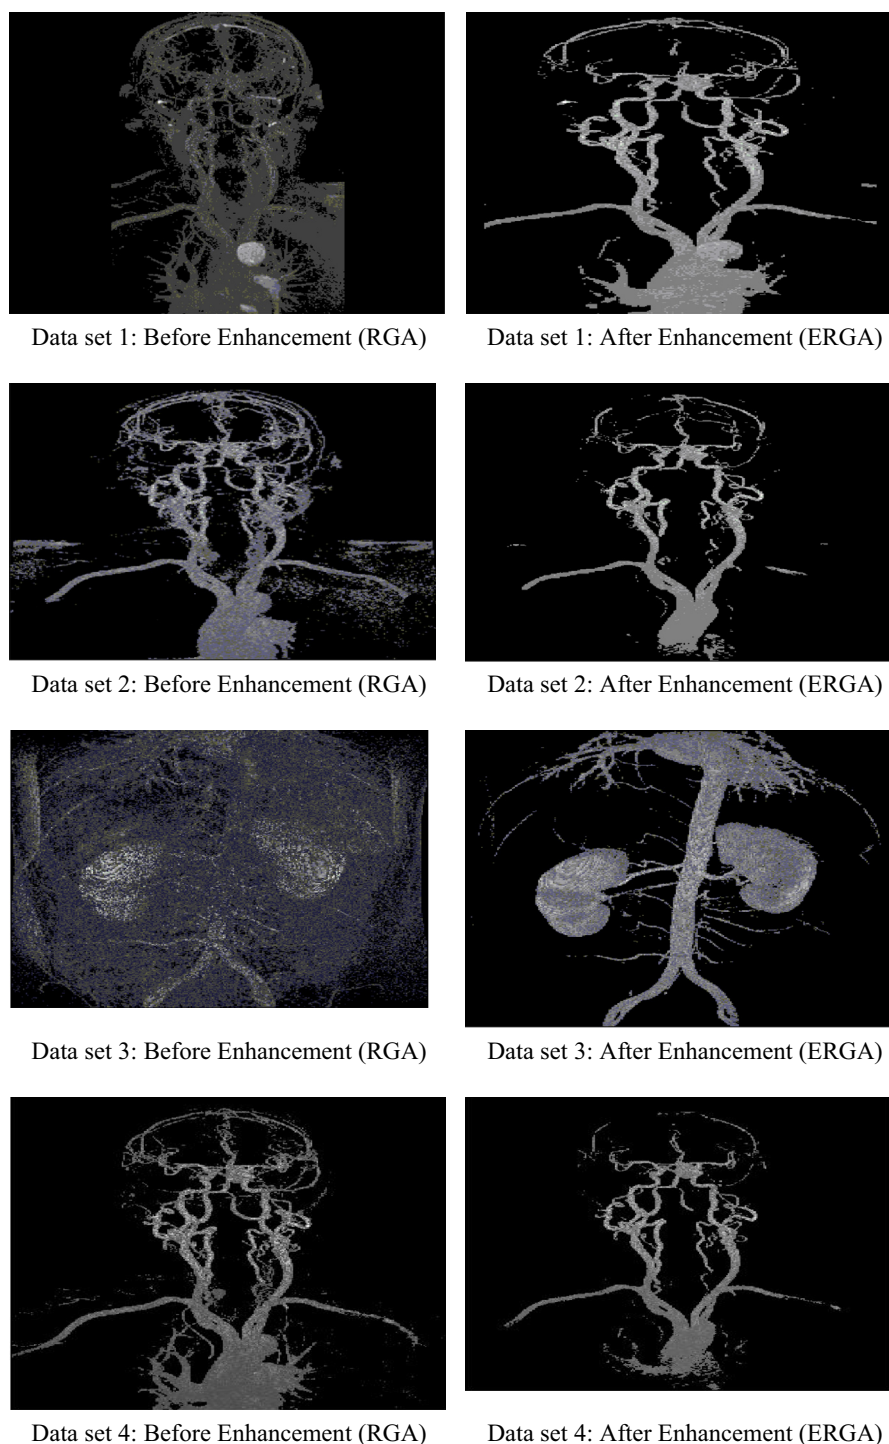 Data set 1: Before Enhancement (RGA)
Data set 1: After Enhancement (ERGA)
Data set 2: Before Enhancement (RGA)
Data set 2: After Enhancement (ERGA)
Data set 3: Before Enhancement (RGA)
Data set 3: After Enhancement (ERGA)
Data set 4: Before Enhancement (RGA)
Data set 4: After Enhancement (ERGA)